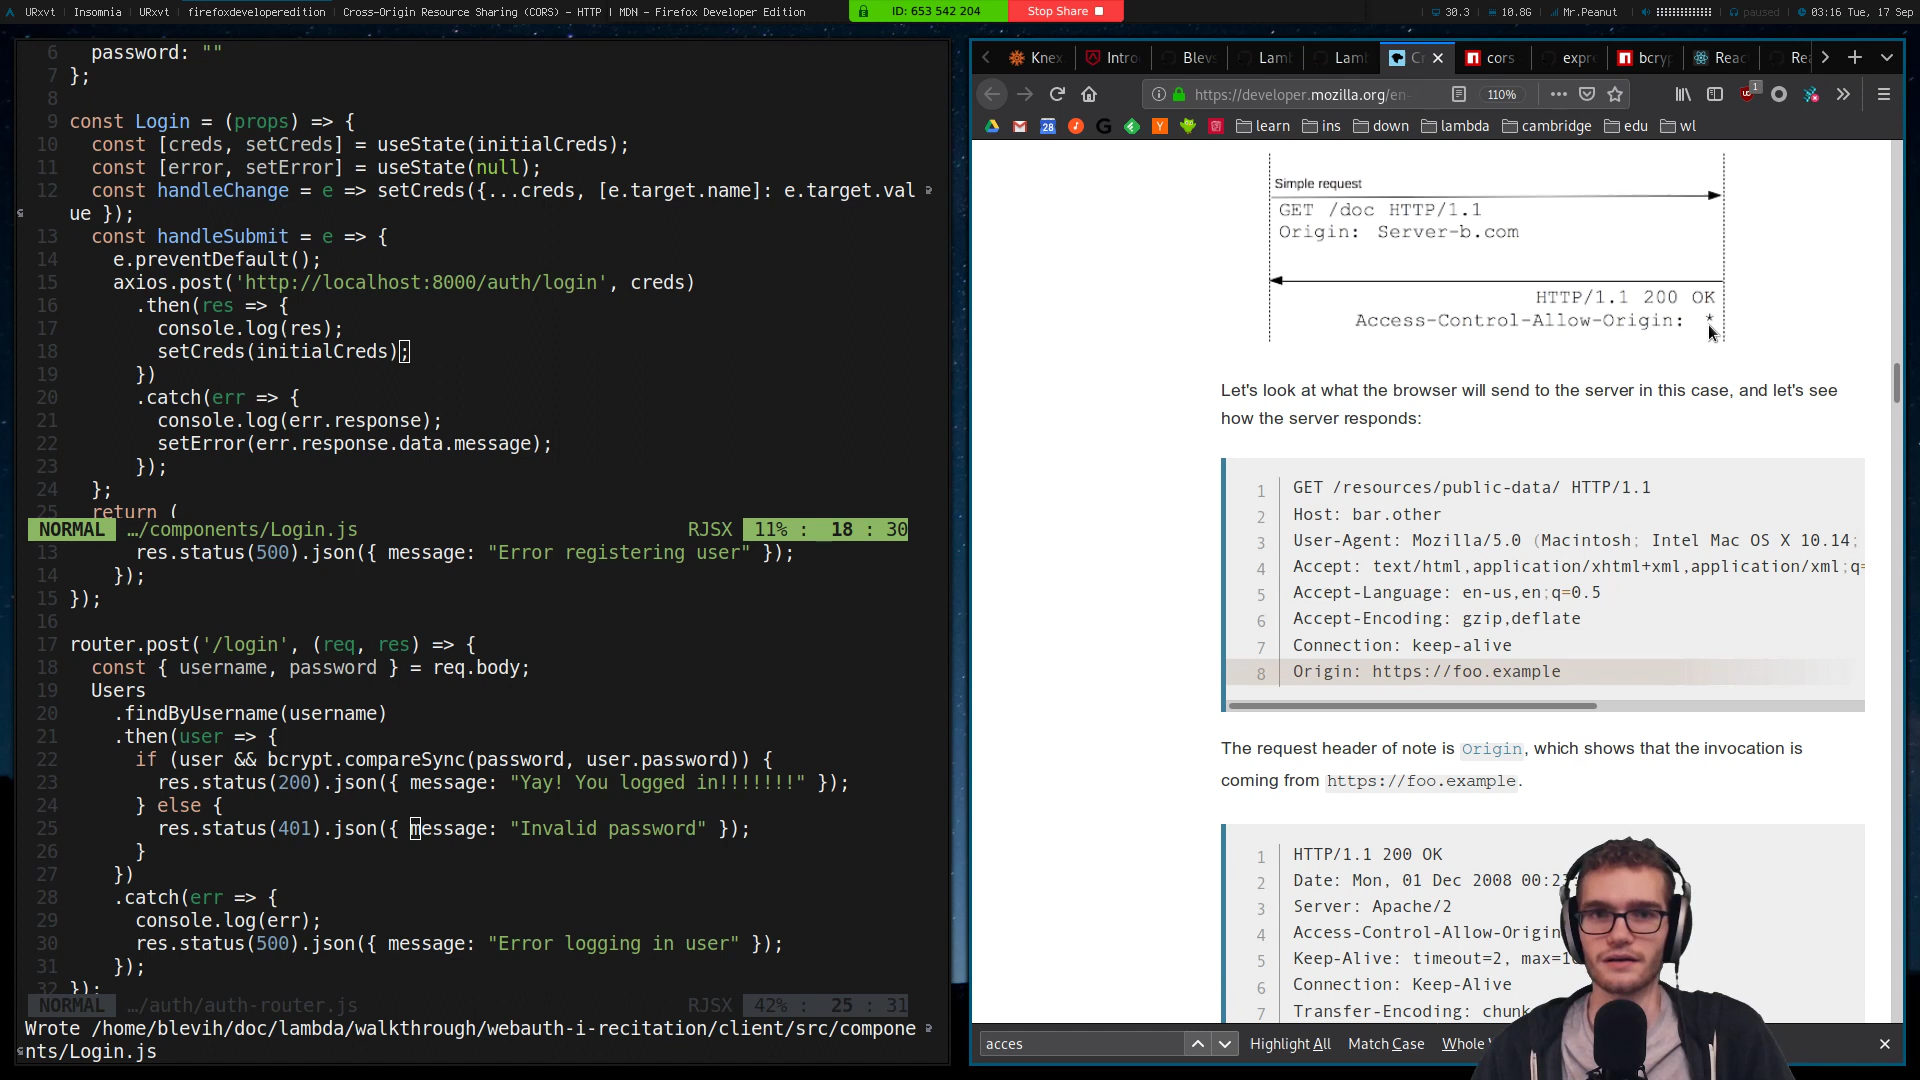 URxvt
Insomnia
URxvt
firefoxdeveloperedition
Cross-Origin Resource Sharing (CORS) - HTTP | MDN - Firefox Developer Edition
ID: 653 542 204
Stop Share
30.3
10.8G
Mr.Peanut
paused
03:16 Tue, 17 Sep
6 password: ""
7 };
8
9 const Login = (props) => {
10 const [creds, setCreds] = useState(initialCreds);
11 const [error, setError] = useState(null);
12 const handleChange = e => setCreds({...creds, [e.target.name]: e.target.val
ue });
13 const handleSubmit = e => {
14 e.preventDefault();
15 axios.post('http://localhost:8000/auth/login', creds)
16 .then(res => {
17 console.log(res);
18 setCreds(initialCreds);
19 })
20 .catch(err => {
21 console.log(err.response);
22 setError(err.response.data.message);
23 });
24 };
25 return (
NORMAL …/components/Login.js RJSX 11% : 18 : 30
13 res.status(500).json({ message: "Error registering user" });
14 });
15 });
16
17 router.post('/login', (req, res) => {
18 const { username, password } = req.body;
19 Users
20 .findByUsername(username)
21 .then(user => {
22 if (user && bcrypt.compareSync(password, user.password)) {
23 res.status(200).json({ message: "Yay! You logged in!!!!!!!" });
24 } else {
25 res.status(401).json({ message: "Invalid password" });
26 }
27 })
28 .catch(err => {
29 console.log(err);
30 res.status(500).json({ message: "Error logging in user" });
31 });
32 });
NORMAL …/auth/auth-router.js RJSX 42% : 25 : 31
Wrote /home/blevih/doc/lambda/walkthrough/webauth-i-recitation/client/src/compone
nts/Login.js
Knex
Intro
Blevs
Lamb
Lamb
cors
expre
bcryp
Reac
Rea
https://developer.mozilla.org/en-
110%
1
28
learn
ins
down
lambda
cambridge
edu
wl
Simple request
GET /doc HTTP/1.1
Origin: Server-b.com
HTTP/1.1 200 OK
Access-Control-Allow-Origin: *
Let's look at what the browser will send to the server in this case, and let's see
how the server responds:
1 GET /resources/public-data/ HTTP/1.1
2 Host: bar.other
3 User-Agent: Mozilla/5.0 (Macintosh; Intel Mac OS X 10.14;
4 Accept: text/html,application/xhtml+xml,application/xml;q=
5 Accept-Language: en-us,en;q=0.5
6 Accept-Encoding: gzip,deflate
7 Connection: keep-alive
8 Origin: https://foo.example
The request header of note is Origin, which shows that the invocation is
coming from https://foo.example.
1 HTTP/1.1 200 OK
2 Date: Mon, 01 Dec 2008 00:23
3 Server: Apache/2
4 Access-Control-Allow-Origin
5 Keep-Alive: timeout=2, max=1
6 Connection: Keep-Alive
7 Transfer-Encoding: chunk
acces
Highlight All
Match Case
Whole